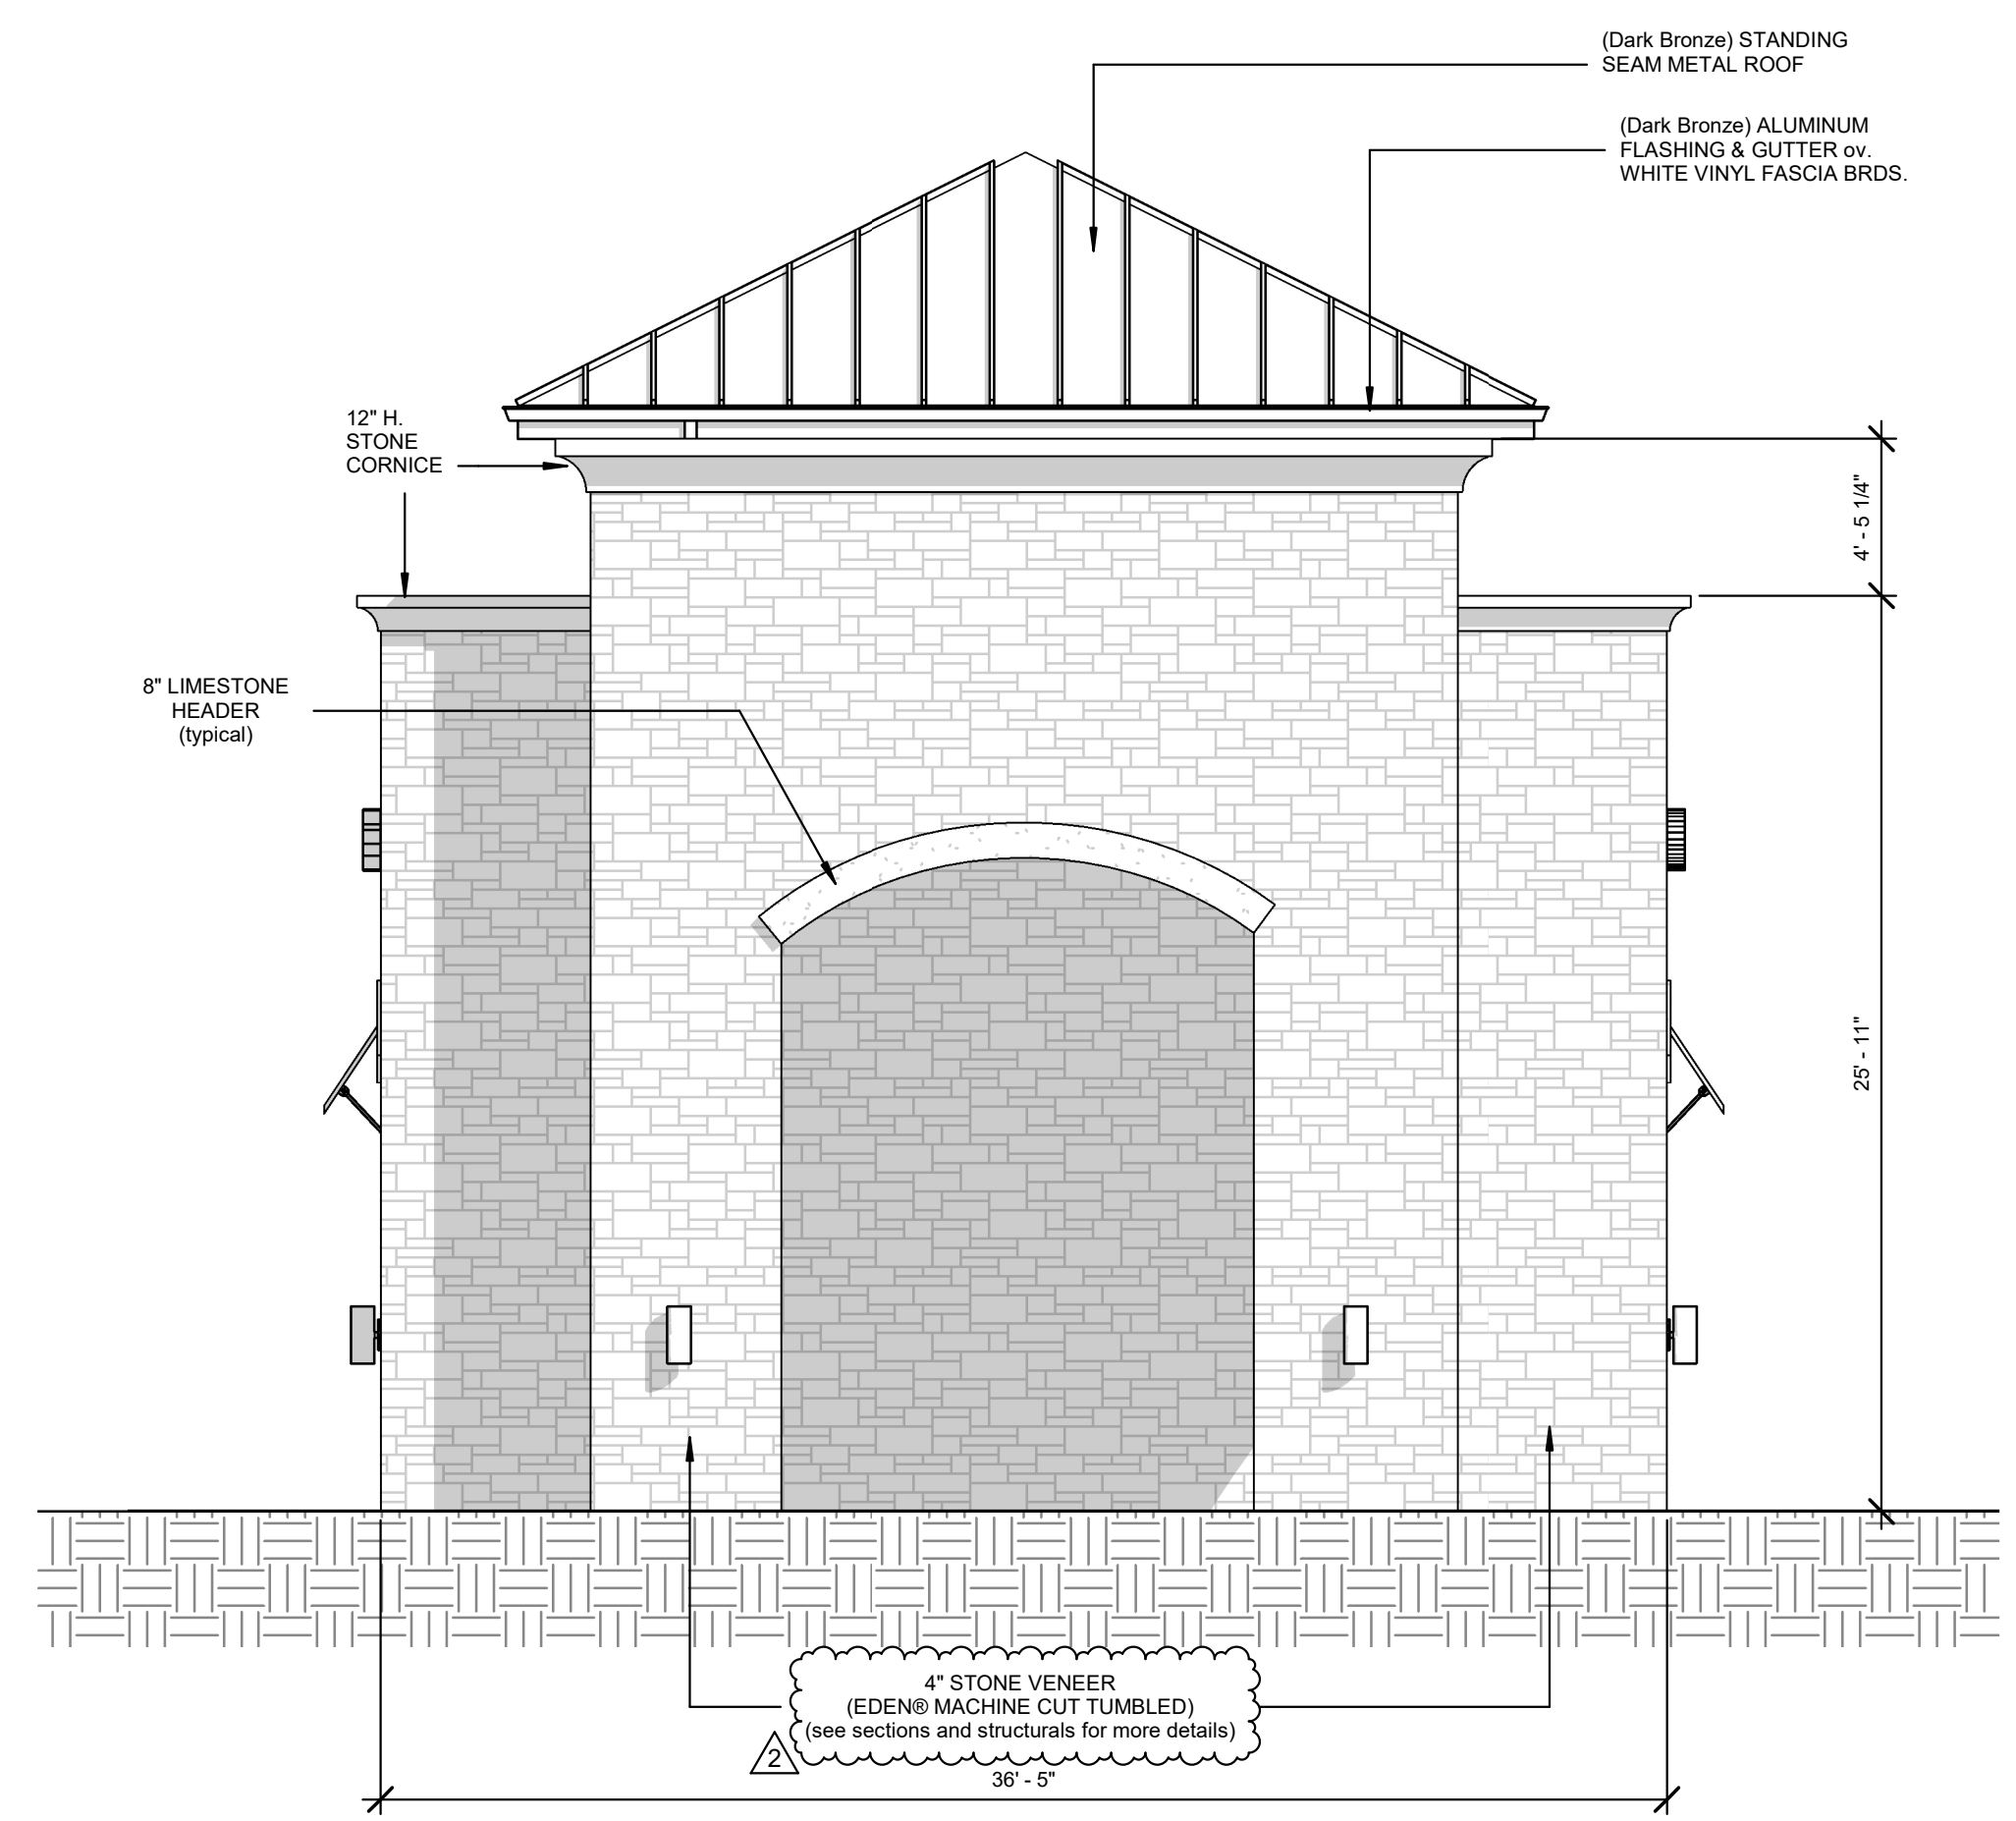 (Dark Bronze) STANDING
SEAM METAL ROOF
(Dark Bronze) ALUMINUM
FLASHING & GUTTER ov.
WHITE VINYL FASCIA BRDS.
12" H.
STONE
CORNICE
4' - 5 1/4"
8" LIMESTONE
HEADER
(typical)
25' - 11"
4" STONE VENEER
(EDEN® MACHINE CUT TUMBLED)
(see sections and structurals for more details)
2
36' - 5"